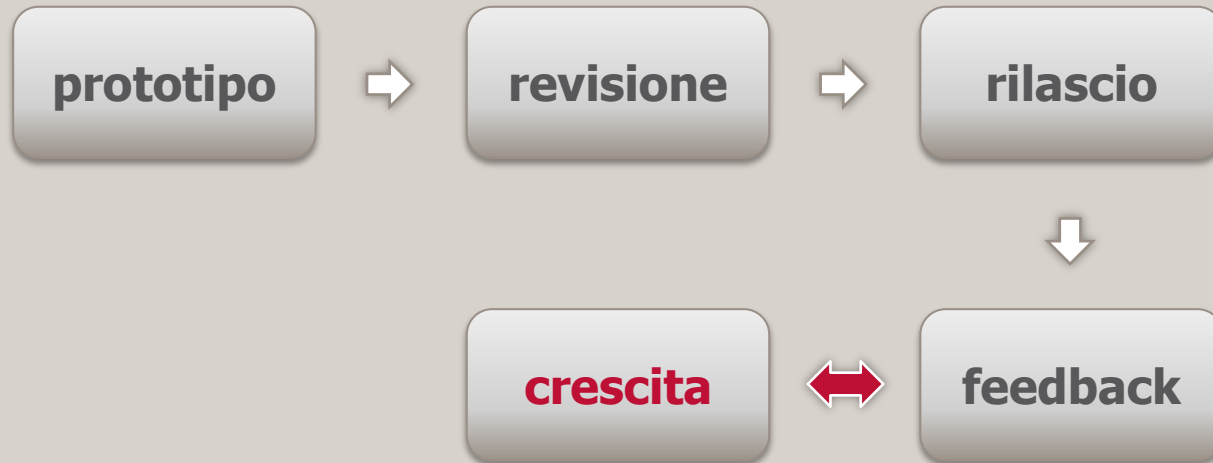 prototipo
revisione
rilascio
crescita
feedback